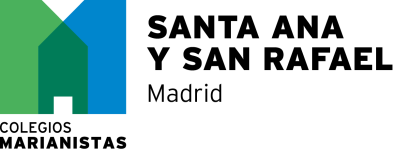 SANTA ANA
Y SAN RAFAEL
Madrid
COLEGIOS
MARIANISTAS